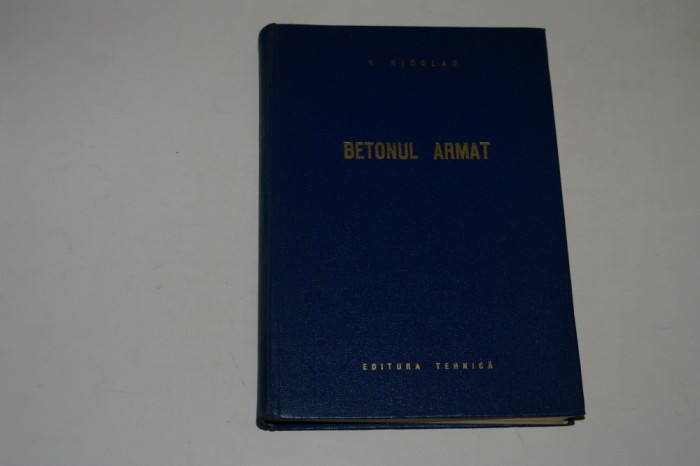 NICOLAU
BETONUL ARMAT
EDITURA TEHNICĂ